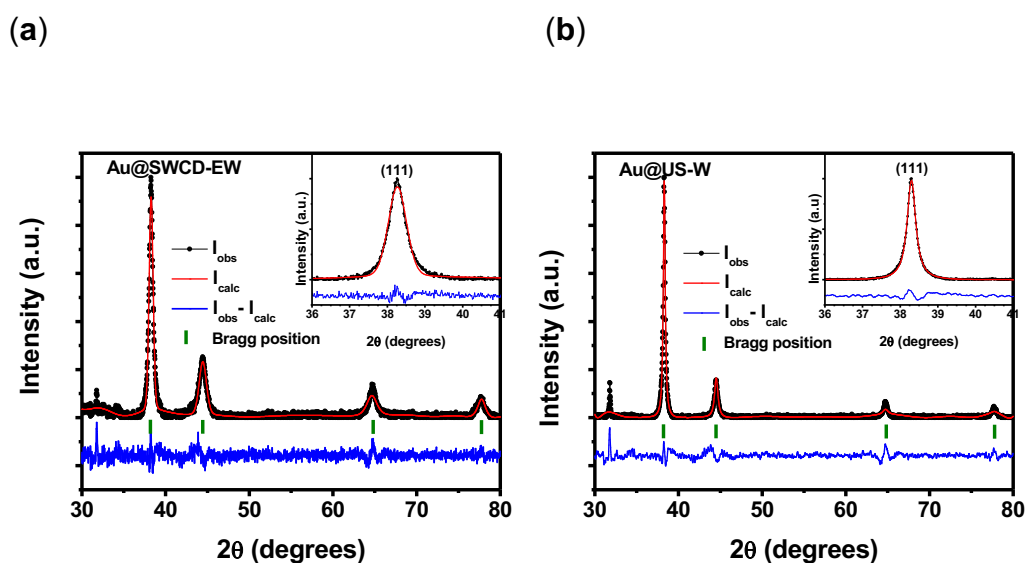 (a)
Au@SWCD-EW
Iobs
Icalc
Iobs- Icalc
Bragg position
Intensity (a.u.)
30 40 50 60 70 80
2θ (degrees)
(111)
Intensity (a.u.)
36 37 38 39 40 41
2θ (degrees)
(b)
Au@US-W
Iobs
Icalc
Iobs- Icalc
Bragg position
Intensity (a.u.)
30 40 50 60 70 80
2θ (degrees)
(111)
Intensity (a.u)
36 37 38 39 40 41
2θ (degrees)